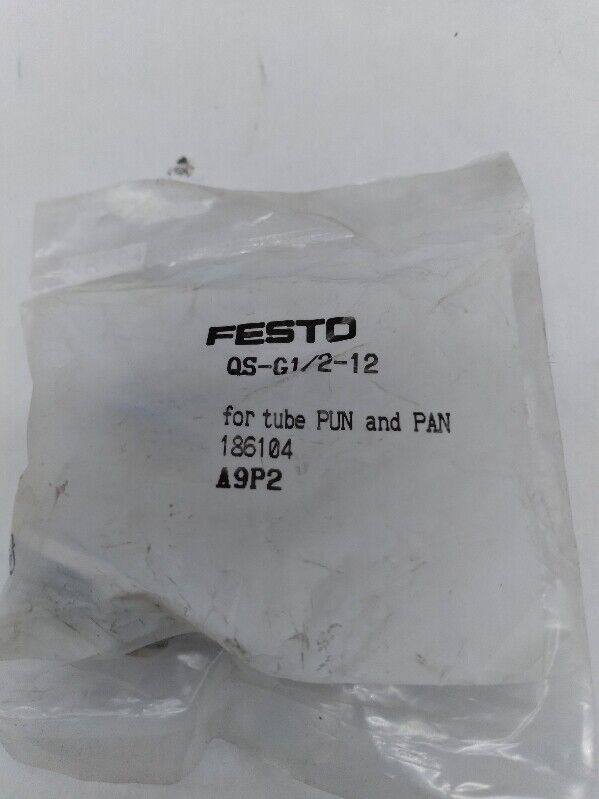 FESTO
QS-G1/2-12
for tube PUN and PAN
186104
A9P2